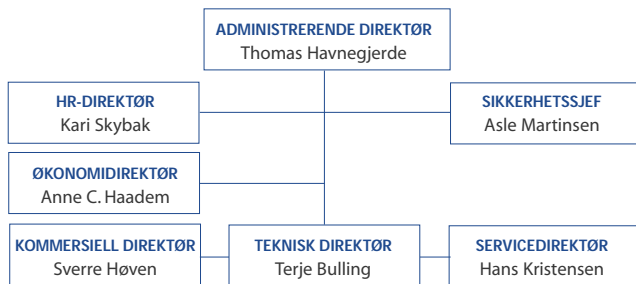 ADMINISTRERENDE DIREKTØR
Thomas Havnegjerde
HR-DIREKTØR
Kari Skybak
SIKKERHETSSJEF
Asle Martinsen
ØKONOMIDIREKTØR
Anne C. Haadem
KOMMERSIELL DIREKTØR
Sverre Høven
TEKNISK DIREKTØR
Terje Bulling
SERVICEDIREKTØR
Hans Kristensen